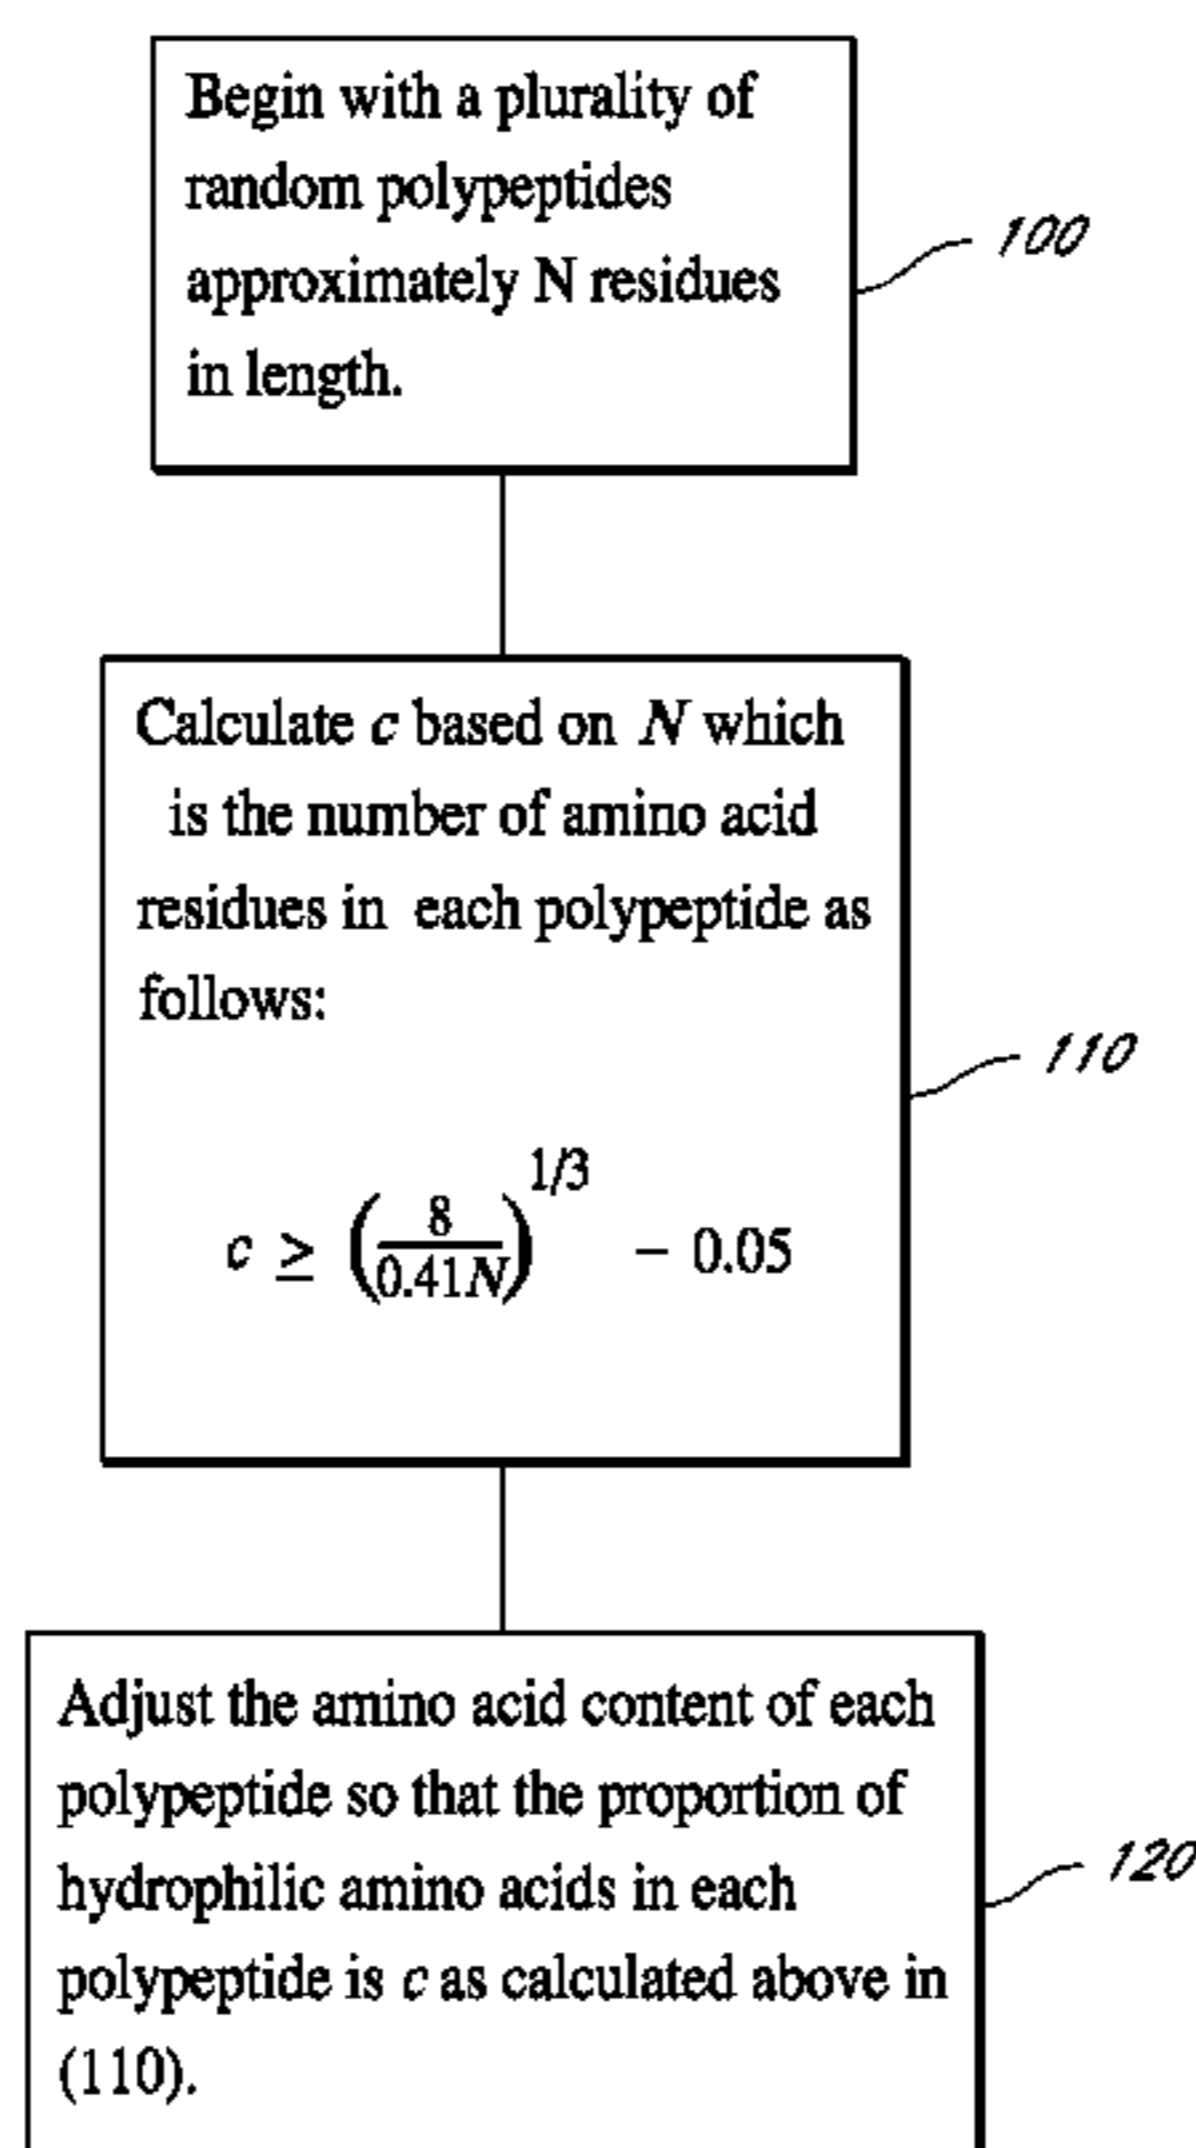 Begin with a plurality of
random polypeptides
approximately N residues
in length.
100
Calculate c based on N which
is the number of amino acid
residues in each polypeptide as
follows:
110
c ≥ (8/0.41N)^1/3 − 0.05
Adjust the amino acid content of each
polypeptide so that the proportion of
hydrophilic amino acids in each
polypeptide is c as calculated above in
(110).
120